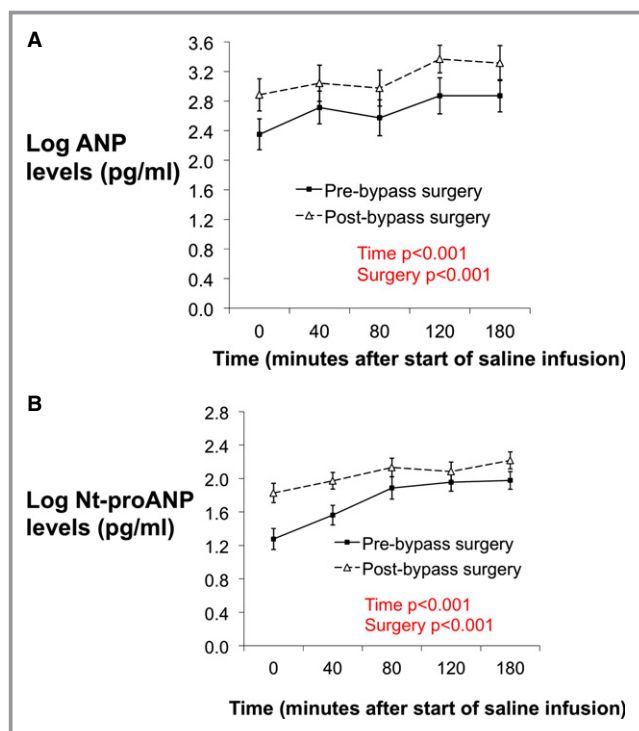 A
3.6
3.2
2.8
2.4
2.0
1.6
1.2
0.8
0.4
0.0
Log ANP
levels (pg/ml)
Pre-bypass surgery
Post-bypass surgery
Time p<0.001
Surgery p<0.001
0 40 80 120 180
Time (minutes after start of saline infusion)
B
2.8
2.4
2.0
1.6
1.2
0.8
0.4
0.0
Log Nt-proANP
levels (pg/ml)
Pre-bypass surgery
Post-bypass surgery
Time p<0.001
Surgery p<0.001
0 40 80 120 180
Time (minutes after start of saline infusion)